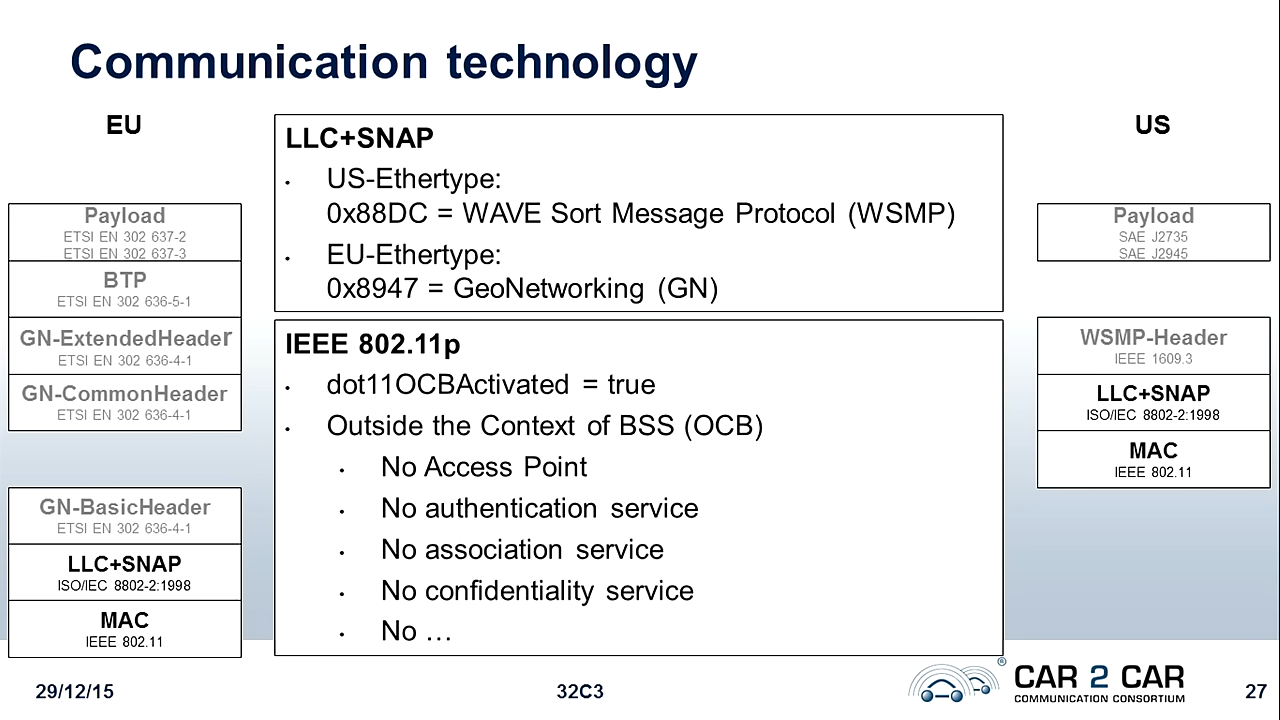 Communication technology
EU
Payload
ETSI EN 302 637-2
ETSI EN 302 637-3
BTP
ETSI EN 302 636-5-1
GN-ExtendedHeader
ETSI EN 302 636-4-1
GN-CommonHeader
ETSI EN 302 636-4-1
GN-BasicHeader
ETSI EN 302 636-4-1
LLC+SNAP
ISO/IEC 8802-2:1998
MAC
IEEE 802.11
LLC+SNAP
• US-Ethertype:
0x88DC = WAVE Sort Message Protocol (WSMP)
• EU-Ethertype:
0x8947 = GeoNetworking (GN)
IEEE 802.11p
• dot11OCBActivated = true
• Outside the Context of BSS (OCB)
• No Access Point
• No authentication service
• No association service
• No confidentiality service
• No …
US
Payload
SAE J2735
SAE J2945
WSMP-Header
IEEE 1609.3
LLC+SNAP
ISO/IEC 8802-2:1998
MAC
IEEE 802.11
29/12/15
32C3
®
CAR 2 CAR
COMMUNICATION CONSORTIUM
27